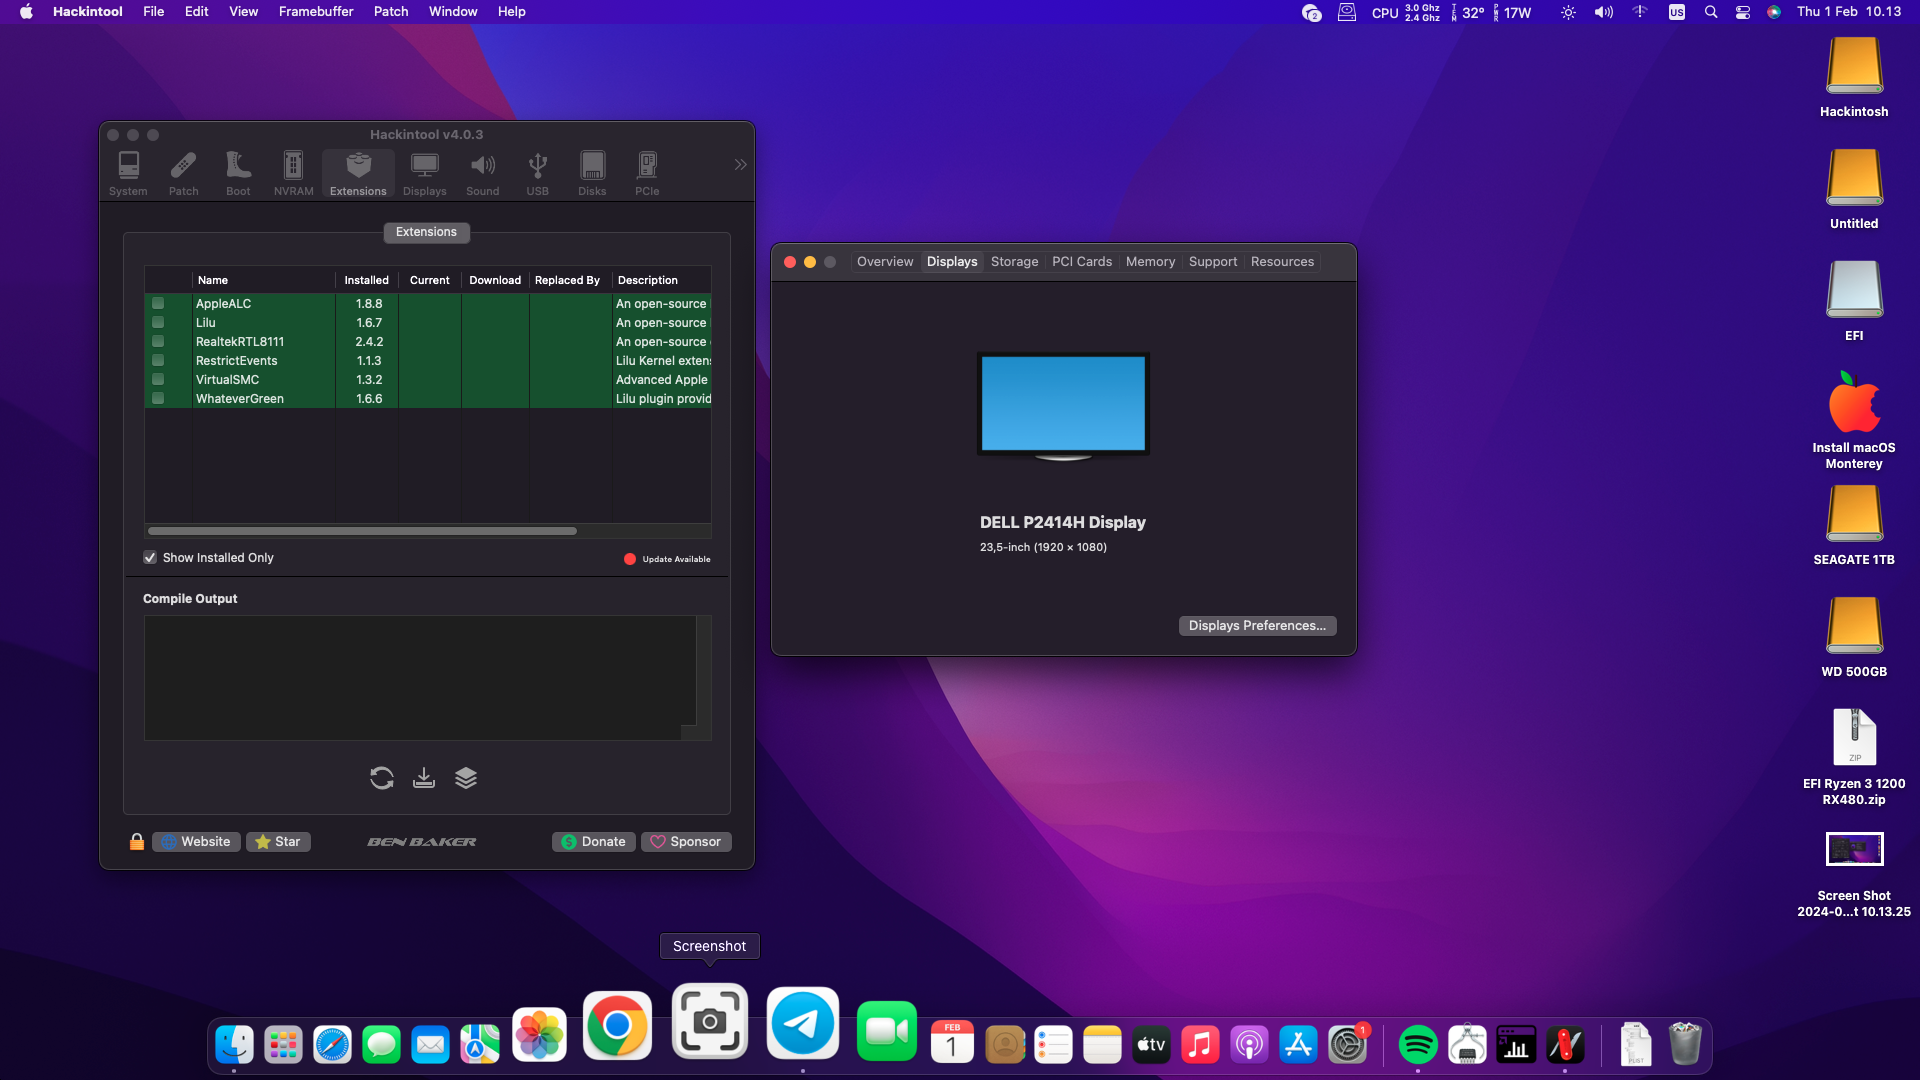 Hackintool File Edit View Framebuffer Patch Window Help
2 CPU 3.0 Ghz 2.4 Ghz TEM 32° PWR 17W US Thu 1 Feb 10.13
Hackintosh
Untitled
EFI
Install macOS
Monterey
SEAGATE 1TB
WD 500GB
ZIP
EFI Ryzen 3 1200
RX480.zip
Screen Shot
2024-0...t 10.13.25
Hackintool v4.0.3
System Patch Boot NVRAM Extensions Displays Sound USB Disks PCIe
Extensions
Name Installed Current Download Replaced By Description
AppleALC 1.8.8 An open-source
Lilu 1.6.7 An open-source
RealtekRTL8111 2.4.2 An open-source
RestrictEvents 1.1.3 Lilu Kernel exten
VirtualSMC 1.3.2 Advanced Apple
WhateverGreen 1.6.6 Lilu plugin provid
Show Installed Only Update Available
Compile Output
Website Star BEN BAKER Donate Sponsor
Overview Displays Storage PCI Cards Memory Support Resources
DELL P2414H Display
23,5-inch (1920 × 1080)
Displays Preferences...
Screenshot
FEB
1
tv
1
PLIST